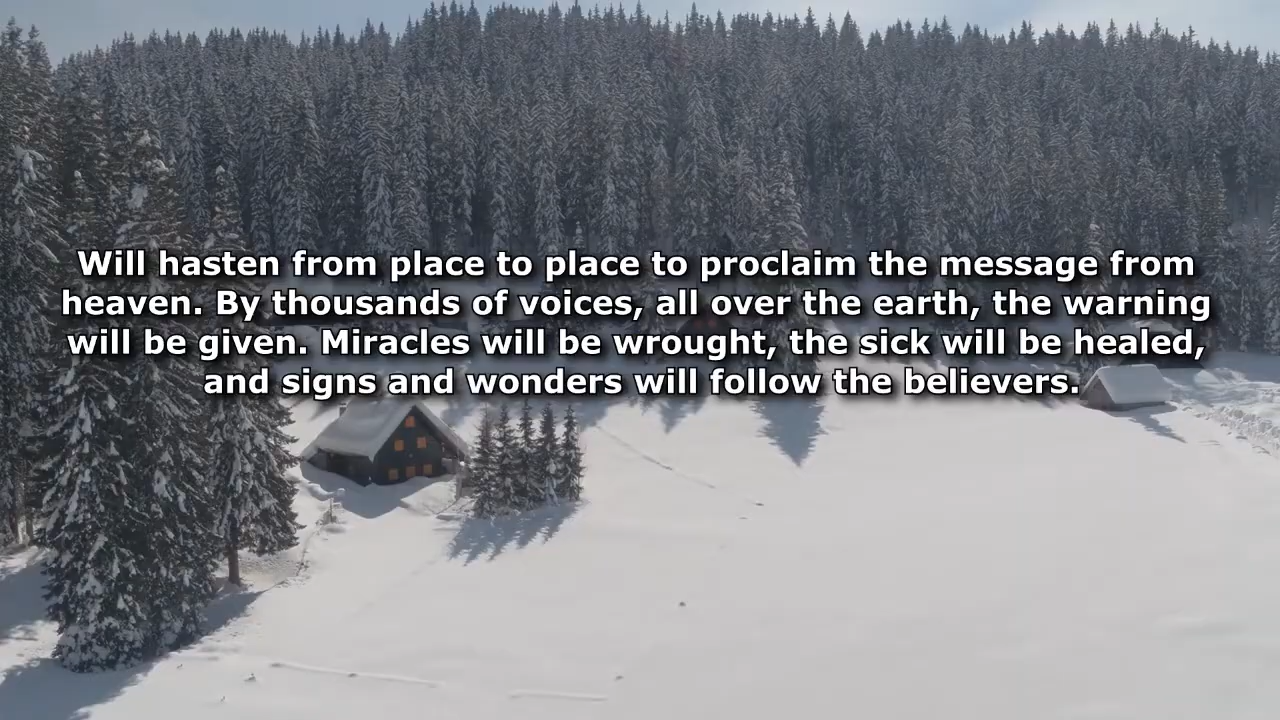 Will hasten from place to place to proclaim the message from
heaven. By thousands of voices, all over the earth, the warning
will be given. Miracles will be wrought, the sick will be healed,
and signs and wonders will follow the believers.